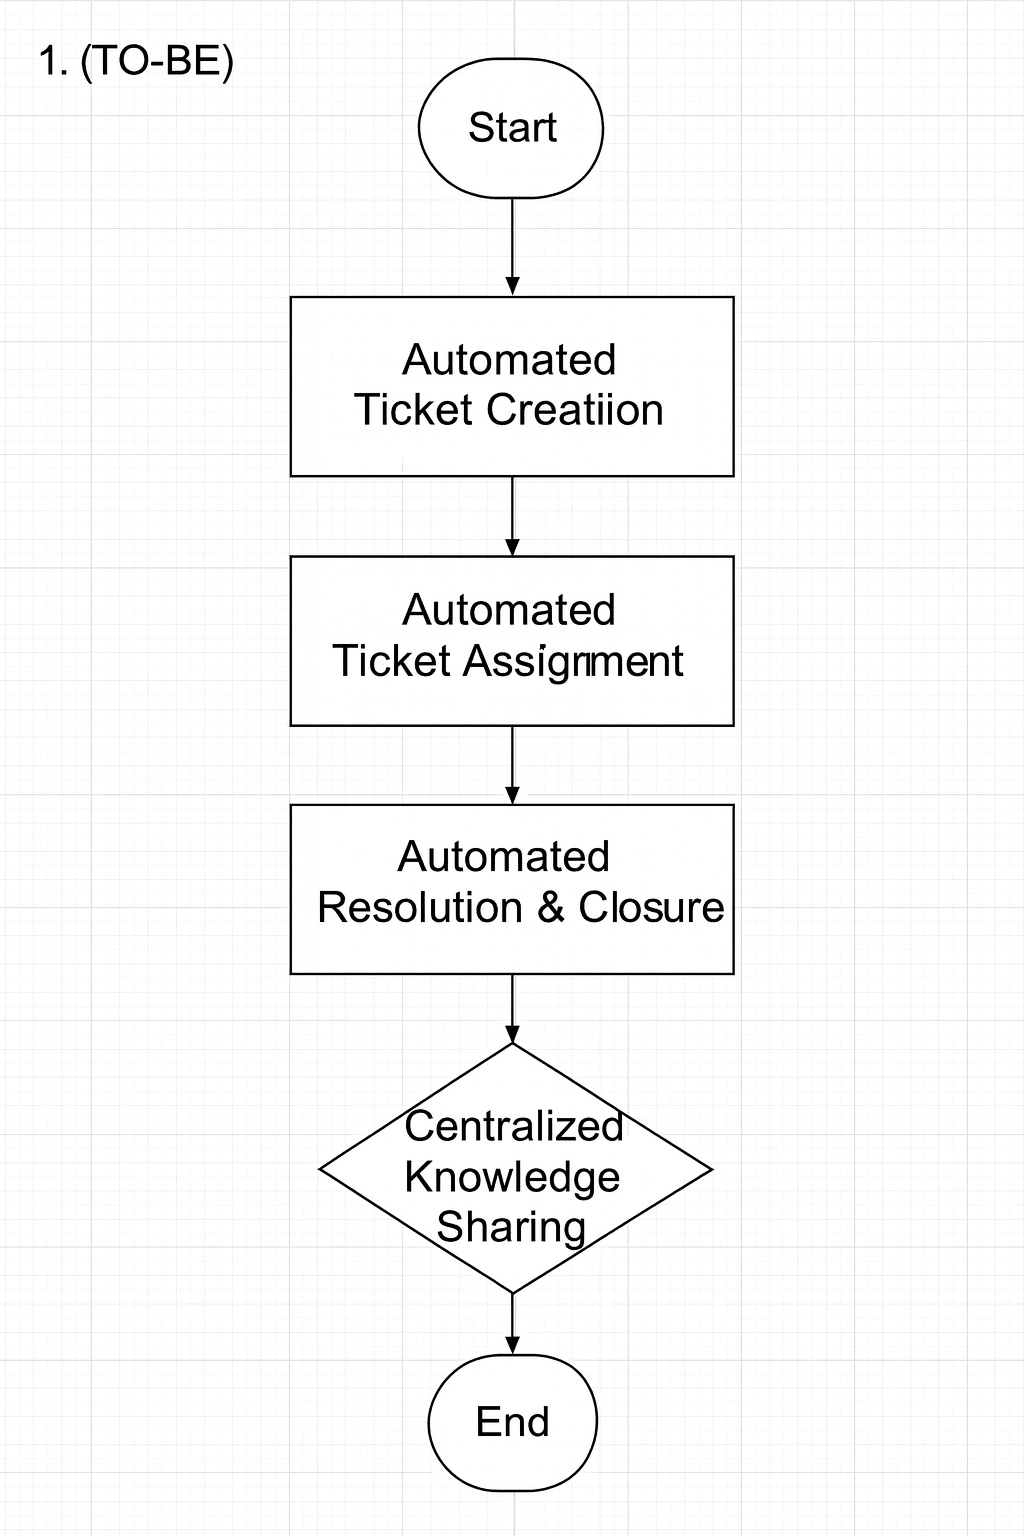 1. (TO-BE)
Start
Automated
Ticket Creatiion
Automated
Ticket Assignment
Automated
Resolution & Closure
Centralized
Knowledge
Sharing
End